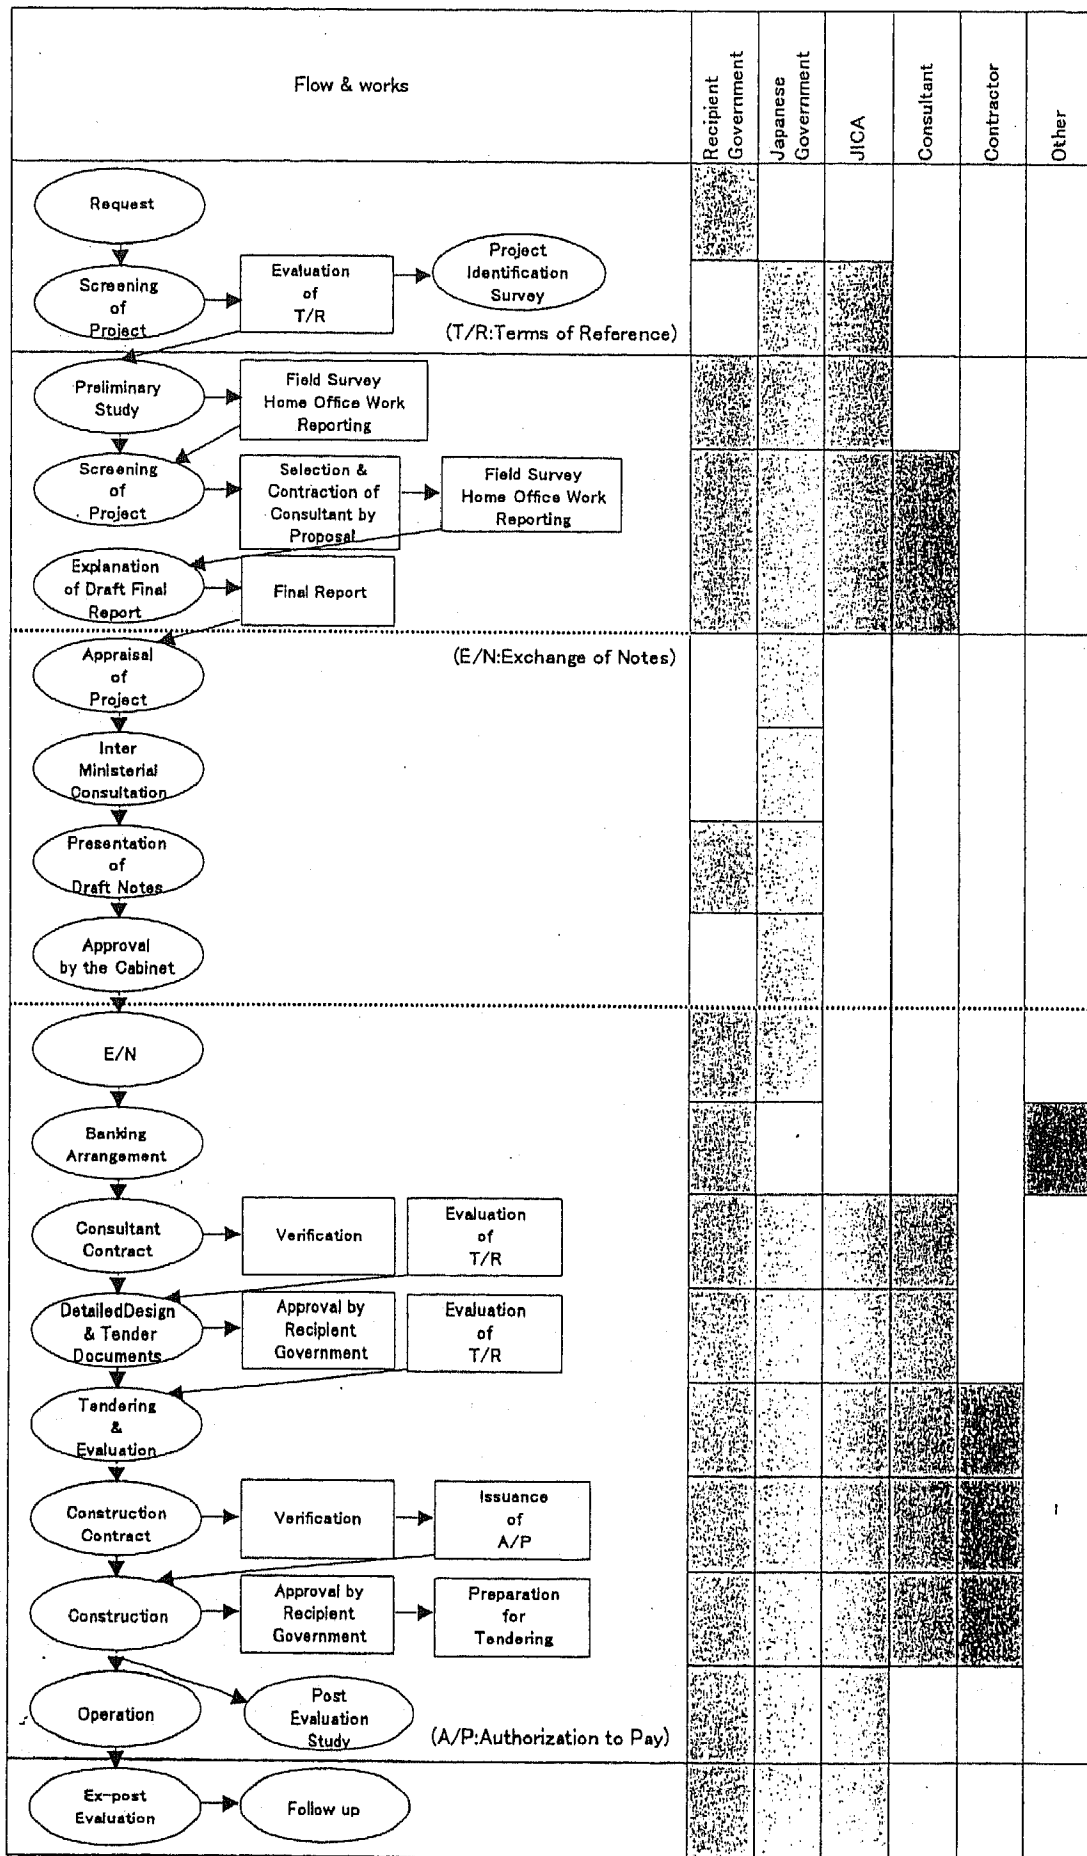 Flow & works
Recipient
Government
Japanese
Government
JICA
Consultant
Contractor
Other
Request
Screening
of
Project
Evaluation
of
T/R
Project
Identification
Survey
(T/R:Terms of Reference)
Preliminary
Study
Field Survey
Home Office Work
Reporting
Screening
of
Project
Selection &
Contraction of
Consultant by
Proposal
Field Survey
Home Office Work
Reporting
Explanation
of Draft Final
Report
Final Report
Appraisal
of
Project
(E/N:Exchange of Notes)
Inter
Ministerial
Consultation
Presentation
of
Draft Notes
Approval
by the Cabinet
E/N
Banking
Arrangement
Consultant
Contract
Verification
Evaluation
of
T/R
DetailedDesign
& Tender
Documents
Approval by
Recipient
Government
Evaluation
of
T/R
Tendering
&
Evaluation
Construction
Contract
Verification
Issuance
of
A/P
Construction
Approval by
Recipient
Government
Preparation
for
Tendering
Operation
Post
Evaluation
Study
(A/P:Authorization to Pay)
Ex-post
Evaluation
Follow up